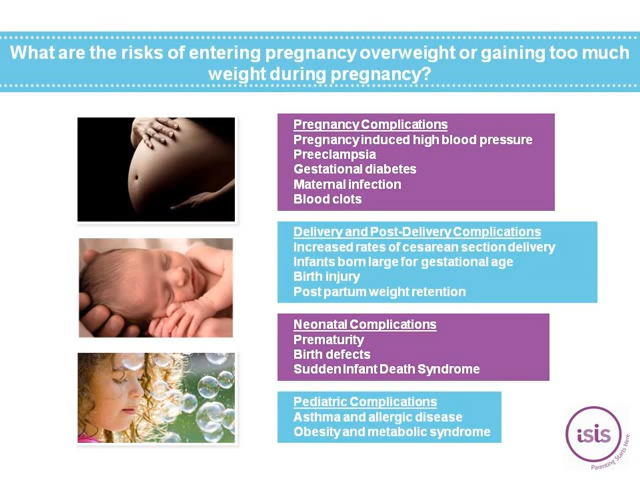 What are the risks of entering pregnancy overweight or gaining too much
weight during pregnancy?
Pregnancy Complications
Pregnancy induced high blood pressure
Preeclampsia
Gestational diabetes
Maternal infection
Blood clots
Delivery and Post-Delivery Complications
Increased rates of cesarean section delivery
Infants born large for gestational age
Birth injury
Post partum weight retention
Neonatal Complications
Prematurity
Birth defects
Sudden Infant Death Syndrome
Pediatric Complications
Asthma and allergic disease
Obesity and metabolic syndrome
isis
Parenting Starts Here.